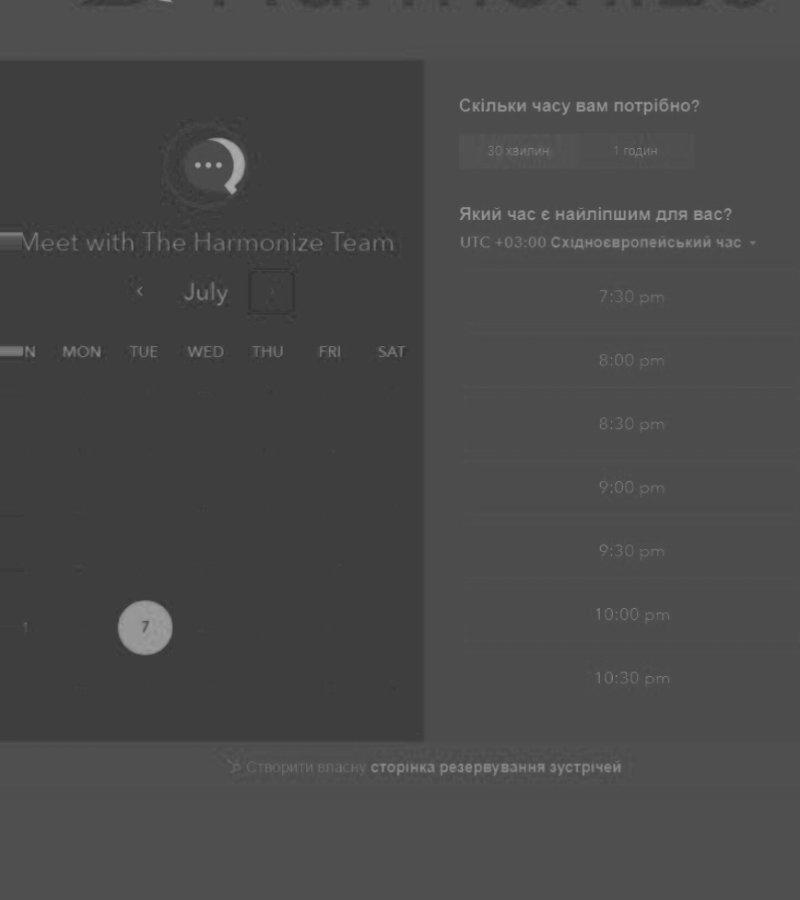 Meet with The Harmonize Team
July
MON TUE WED THU FRI SAT
7
Скільки часу вам потрібно?
30 хвилин 1 годин
Який час є найліпшим для вас?
UTC +03:00 Східноєвропейський час
7:30 pm
8:00 pm
8:30 pm
9:00 pm
9:30 pm
10:00 pm
10:30 pm
Створити власну сторінка резервування зустрічей